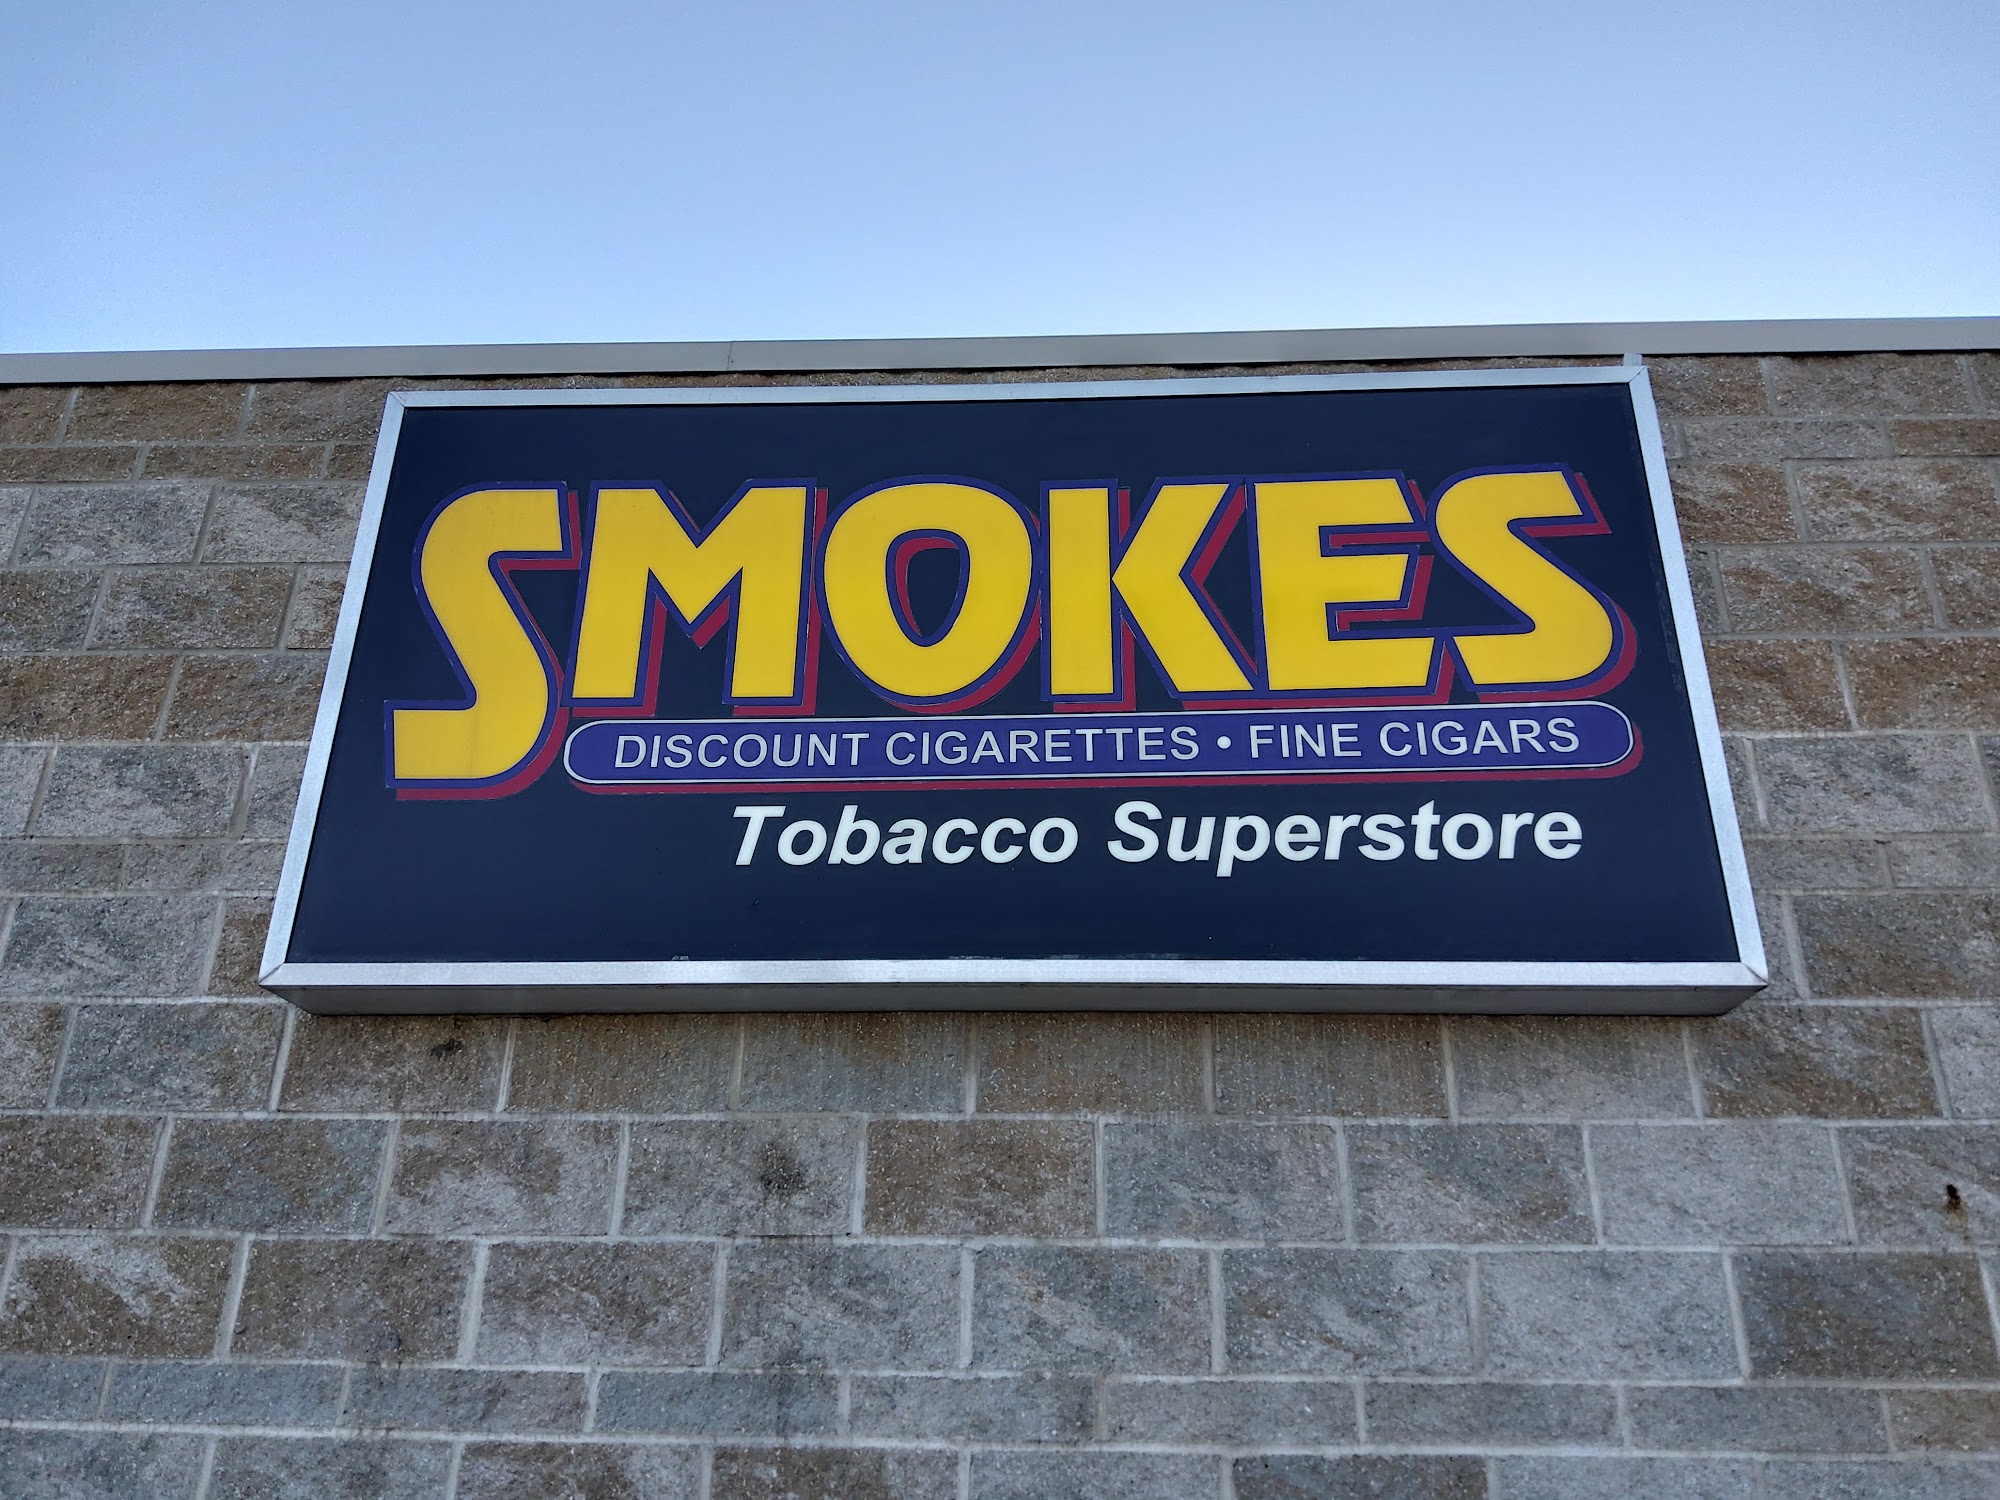 SMOKES
DISCOUNT CIGARETTES • FINE CIGARS
Tobacco Superstore